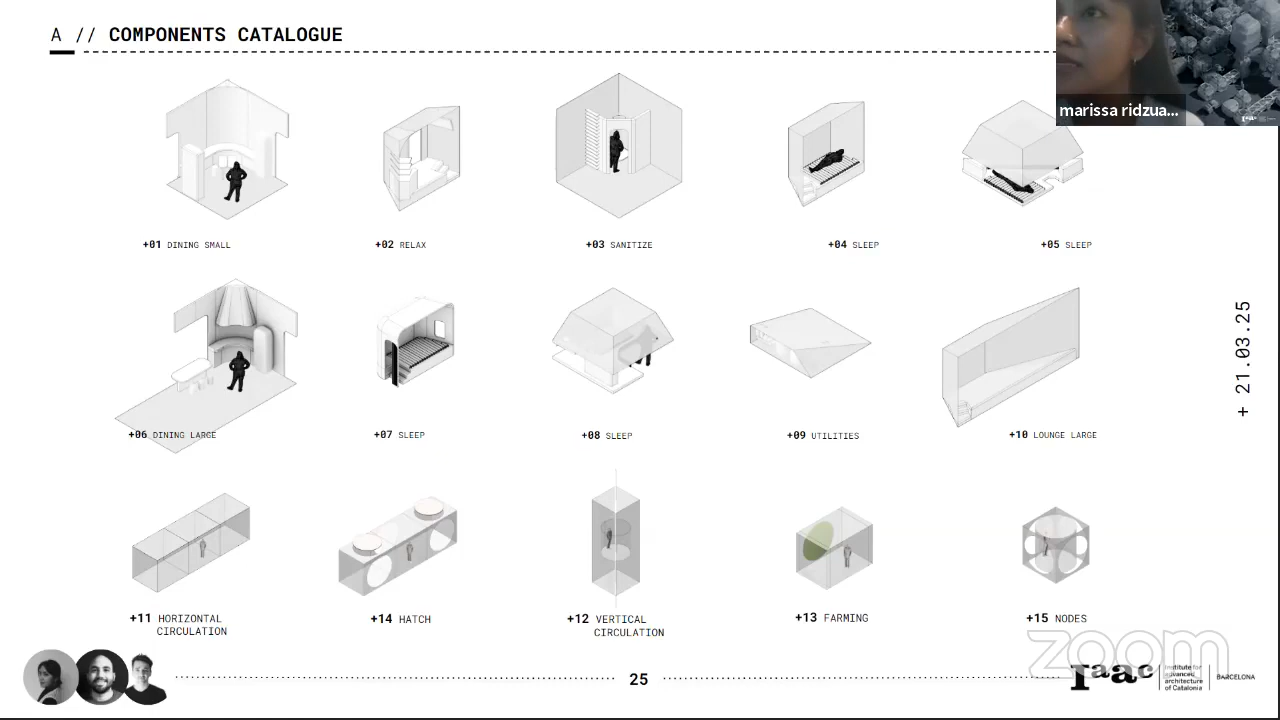 A // COMPONENTS CATALOGUE
marissa ridzua...
+01 DINING SMALL
+02 RELAX
+03 SANITIZE
+04 SLEEP
+05 SLEEP
+06 DINING LARGE
+07 SLEEP
+08 SLEEP
+09 UTILITIES
+10 LOUNGE LARGE
+ 21.03.25
+11 HORIZONTAL
CIRCULATION
+14 HATCH
+12 VERTICAL
CIRCULATION
+13 FARMING
+15 NODES
zoom
25
Iaac
Institute for
advanced
architecture
of Catalonia
BARCELONA